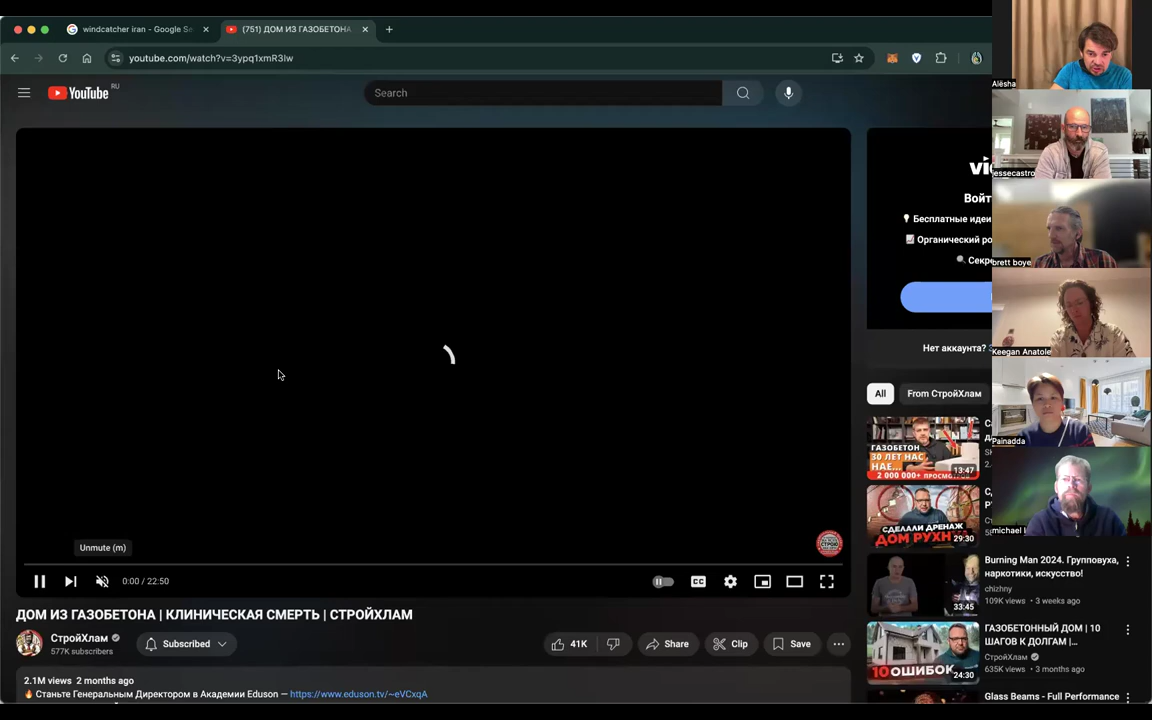 windcatcher iran - Google Se
(751) ДОМ ИЗ ГАЗОБЕТОНА
youtube.com/watch?v=3ypq1xmR3lw
YouTube RU
Search
Alësha
essecastro
brett boye
Keegan Anatole
Painadda
michael l
vi
Войт
Бесплатные идеи
Органический ро
Секре
Нет аккаунта?
All
From СтройХлам
ГАЗОБЕТОН
30 ЛЕТ НАС
НАЕ...
2 000 000+
13:47
СДЕЛАЛИ ДРЕНАЖ
ДОМ РУХН
29:30
Burning Man 2024. Групповуха,
наркотики, искусство!
chizhny
109K views • 3 weeks ago
33:45
ГАЗОБЕТОННЫЙ ДОМ | 10
ШАГОВ К ДОЛГАМ |...
СтройХлам
635K views • 3 months ago
10 ОШИБОК
24:30
Glass Beams - Full Performance
Unmute (m)
0:00 / 22:50
CC
ДОМ ИЗ ГАЗОБЕТОНА | КЛИНИЧЕСКАЯ СМЕРТЬ | СТРОЙХЛАМ
СтройХлам
577K subscribers
Subscribed
41K
Share
Clip
Save
2.1M views 2 months ago
Станьте Генеральным Директором в Академии Eduson — https://www.eduson.tv/~eVCxqA